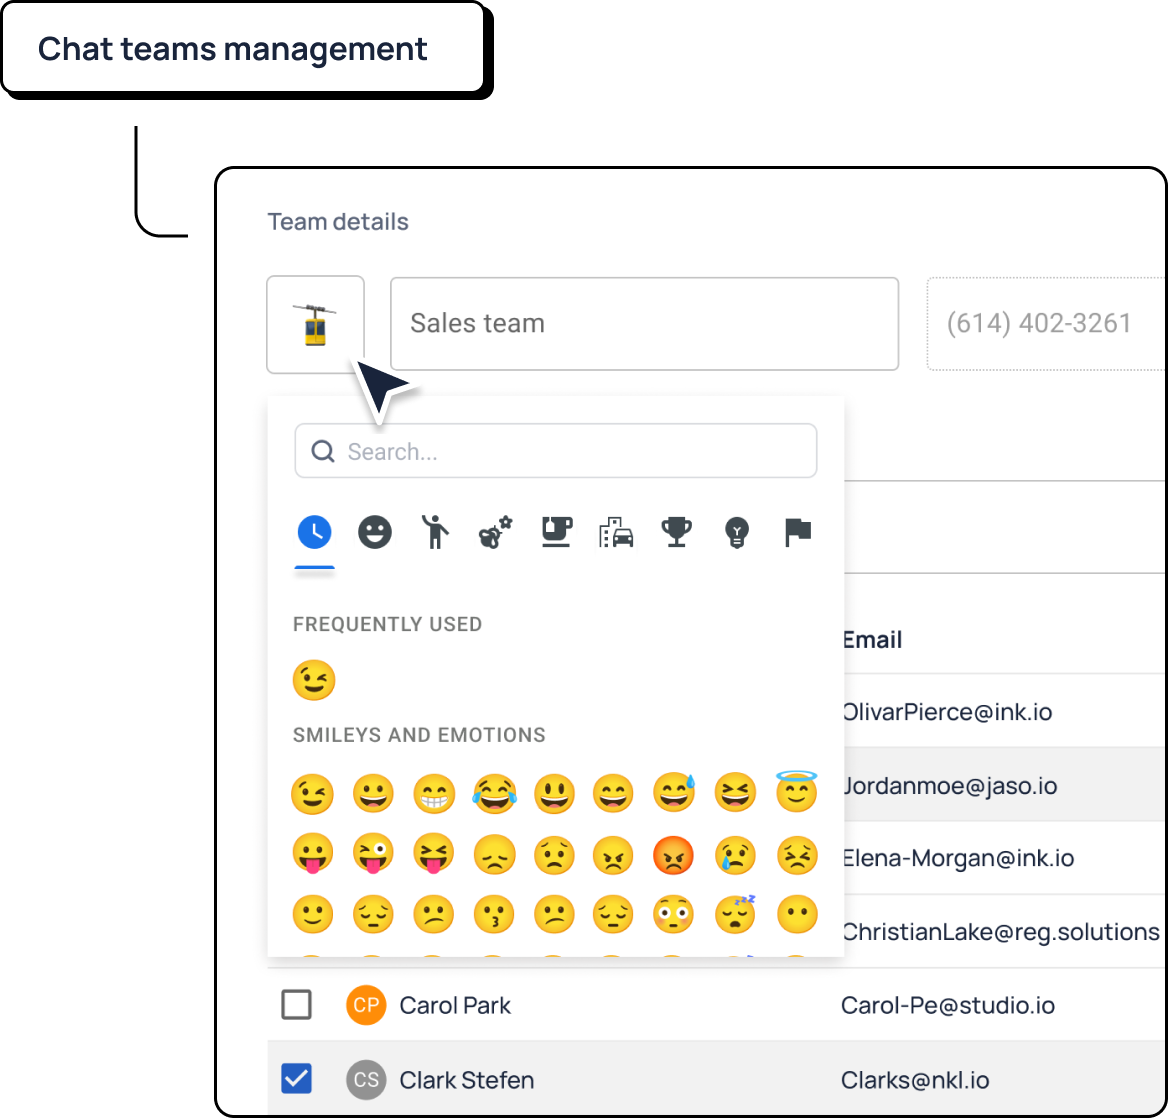 Chat teams management
Team details
Sales team
(614) 402-3261
Search...
FREQUENTLY USED
Email
OlivarPierce@ink.io
SMILEYS AND EMOTIONS
Jordanmoe@jaso.io
Elena-Morgan@ink.io
ChristianLake@reg.solutions
CP Carol Park Carol-Pe@studio.io
CS Clark Stefen Clarks@nkl.io